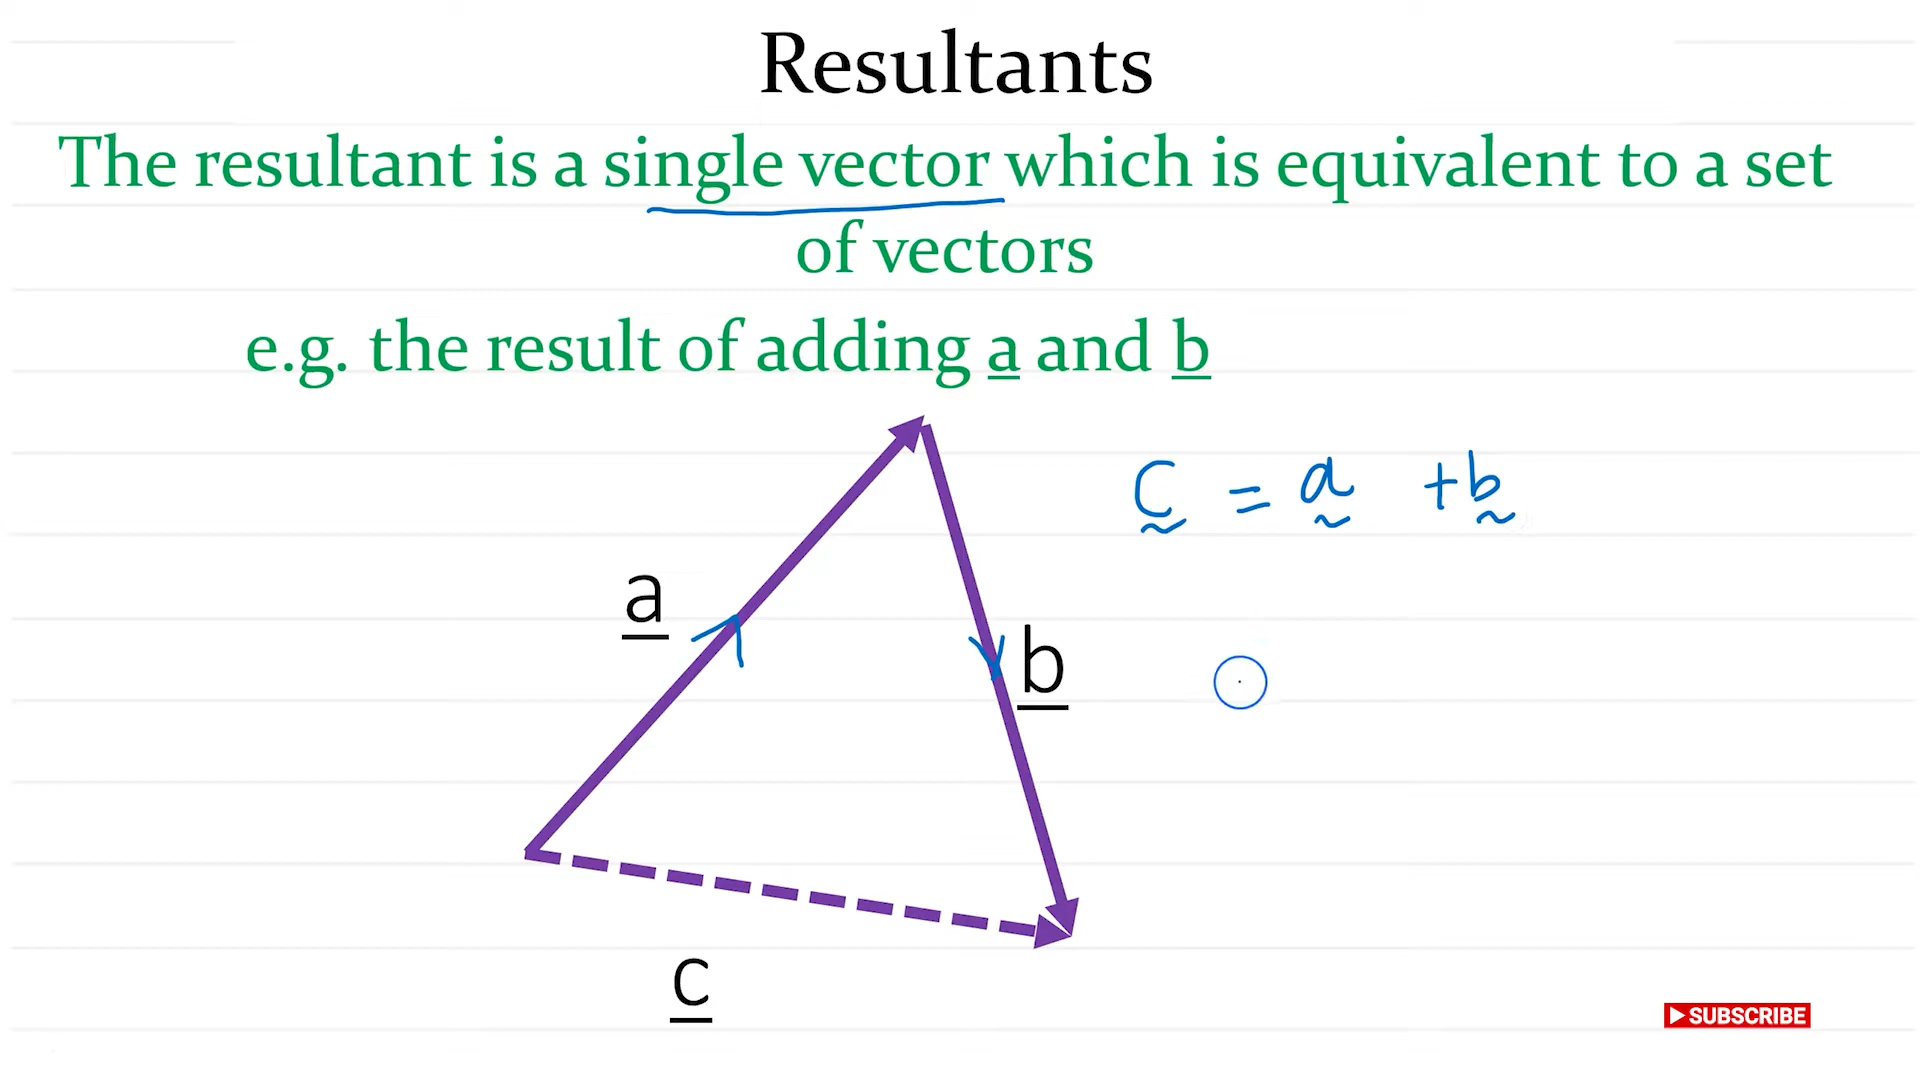 Resultants
The resultant is a single vector which is equivalent to a set
of vectors
e.g. the result of adding a and b
c = a + b
a
b
c
SUBSCRIBE